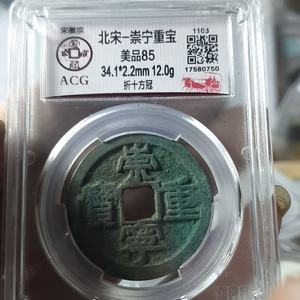 宋徽宗
ACG
北宋-崇宁重宝
美品85
34.1*2.2mm 12.0g
折十方冠
1103
17580750
崇
寧
重
寶